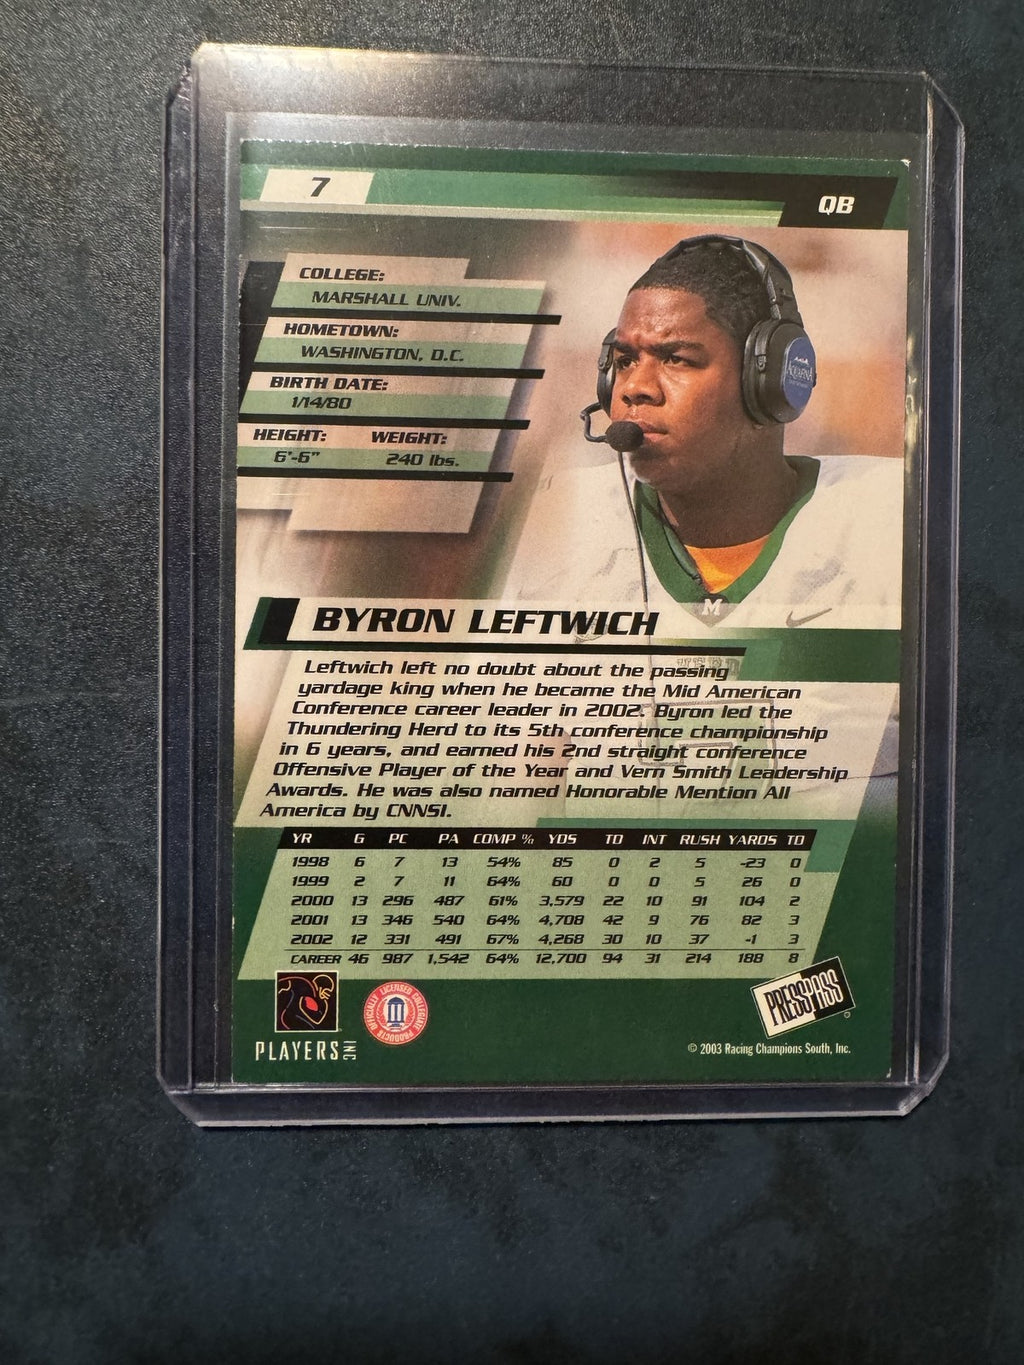 7
QB
COLLEGE:
MARSHALL UNIV.
HOMETOWN:
WASHINGTON, D.C.
BIRTH DATE:
1/14/80
HEIGHT: WEIGHT:
6'-6" 240 lbs.
AQUAFINA
M
BYRON LEFTWICH
Leftwich left no doubt about the passing
yardage king when he became the Mid American
Conference career leader in 2002. Byron led the
Thundering Herd to its 5th conference championship
in 6 years, and earned his 2nd straight conference
Offensive Player of the Year and Vern Smith Leadership
Awards. He was also named Honorable Mention All
America by CNNSI.
YR G PC PA COMP % YDS TD INT RUSH YARDS TD
1998 6 7 13 54% 85 0 2 5 -23 0
1999 2 7 11 64% 60 0 0 5 26 0
2000 13 296 487 61% 3,579 22 10 91 104 2
2001 13 346 540 64% 4,708 42 9 76 82 3
2002 12 331 491 67% 4,268 30 10 37 -1 3
CAREER 46 987 1,542 64% 12,700 94 31 214 188 8
PLAYERS INC
OFFICIALLY LICENSED COLLEGIATE PRODUCTS
PRESS PASS
© 2003 Racing Champions South, Inc.